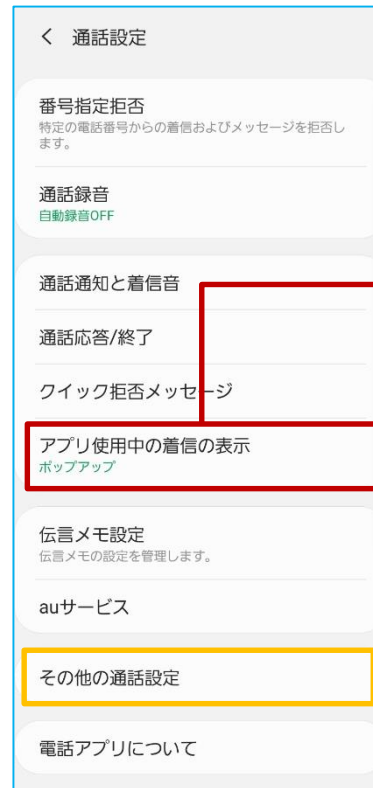 < 通話設定
番号指定拒否
特定の電話番号からの着信およびメッセージを拒否し
ます。
通話録音
自動録音OFF
通話通知と着信音
通話応答/終了
クイック拒否メッセージ
アプリ使用中の着信の表示
ポップアップ
伝言メモ設定
伝言メモの設定を管理します。
auサービス
その他の通話設定
電話アプリについて